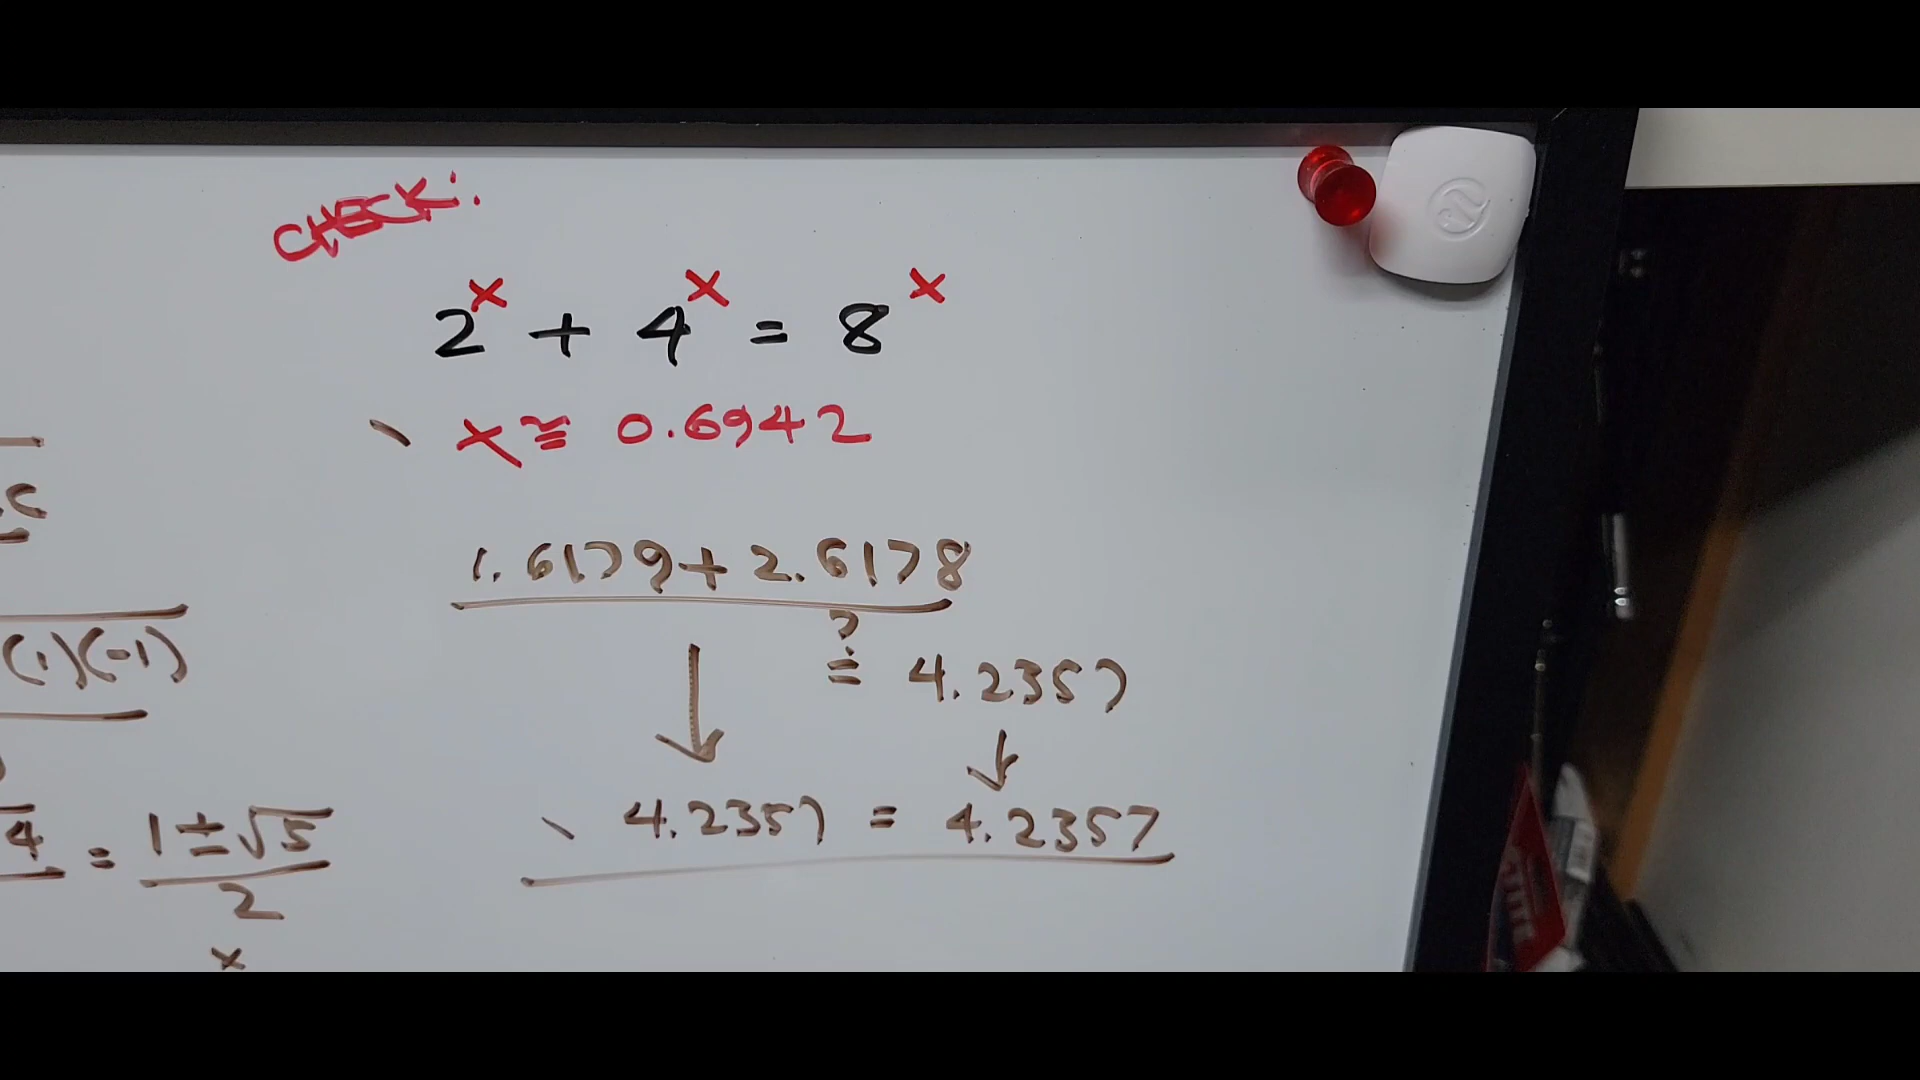 CHECK:
2^x + 4^x = 8^x
x ≅ 0.6942
1.6179+2.6178
≟ 4.2357
(1)(-1)
4.2357 = 4.2357
4 = (1±√5)/2
x